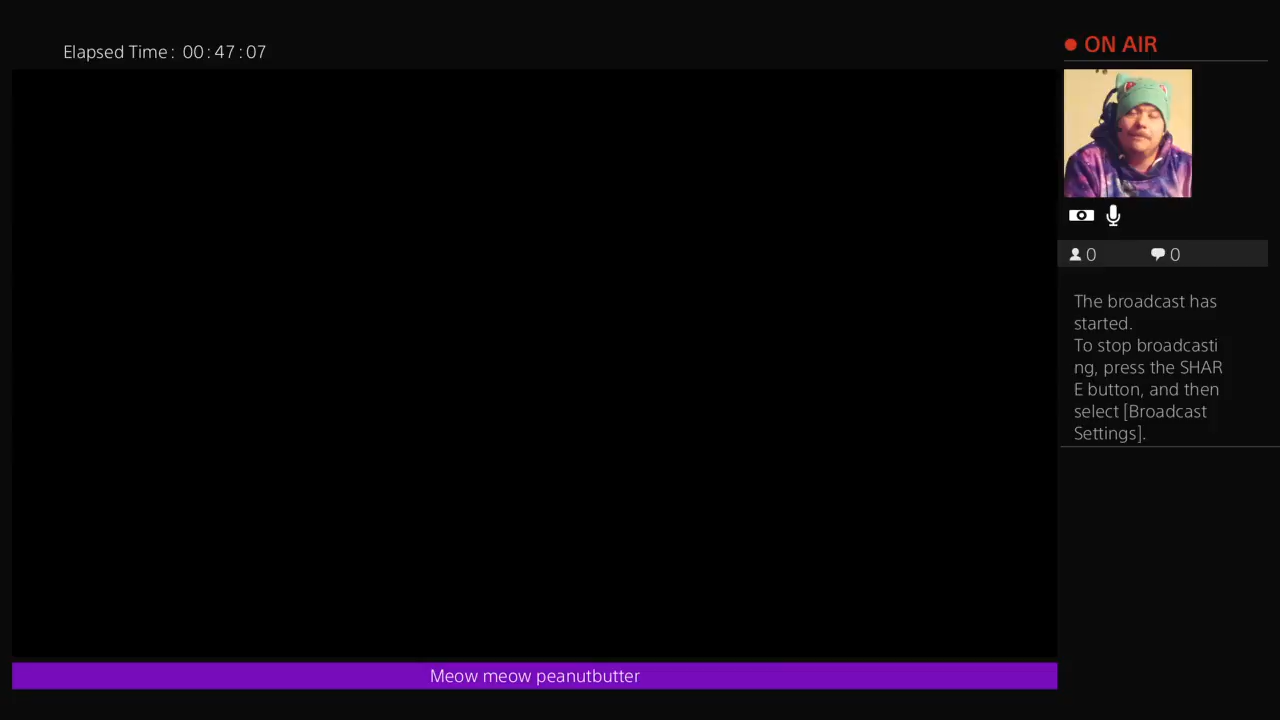 Elapsed Time: 00:47:07
ON AIR
0 0
The broadcast has
started.
To stop broadcasti
ng, press the SHAR
E button, and then
select [Broadcast
Settings].
Meow meow peanutbutter